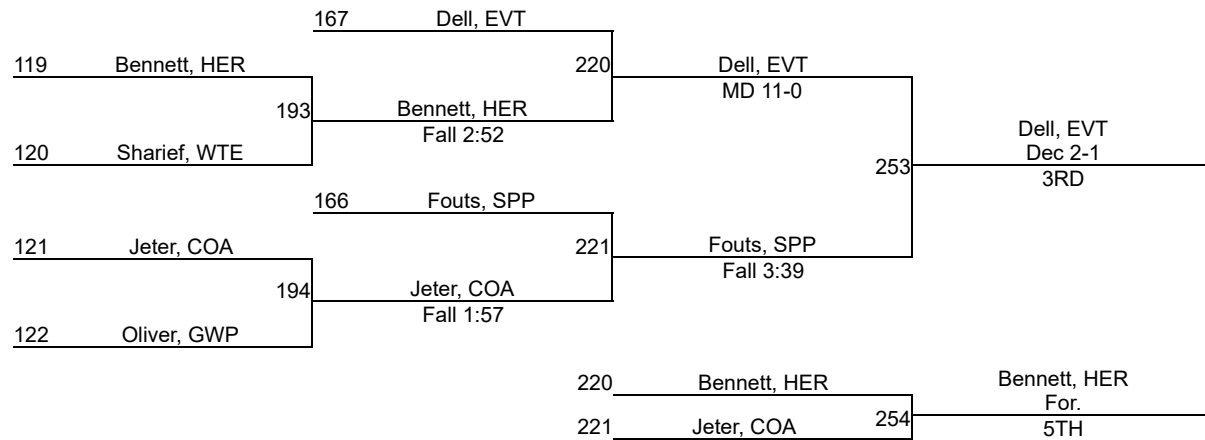 167 Dell, EVT
119 Bennett, HER
220 Dell, EVT
MD 11-0
193 Bennett, HER
Fall 2:52
120 Sharief, WTE
Dell, EVT
Dec 2-1
253
3RD
166 Fouts, SPP
121 Jeter, COA
221 Fouts, SPP
Fall 3:39
194 Jeter, COA
Fall 1:57
122 Oliver, GWP
220 Bennett, HER
Bennett, HER
For.
221 Jeter, COA
254
5TH